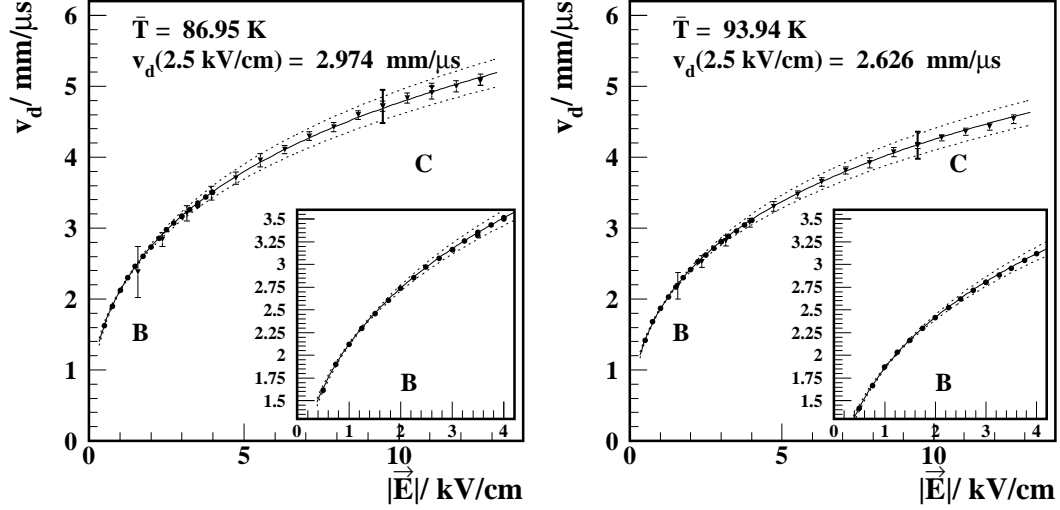 T̄ = 86.95 K
v_d(2.5 kV/cm) = 2.974 mm/μs
v_d/ mm/μs
6
5
4
3
2
1
0
C
B
3.5
3.25
3
2.75
2.5
2.25
2
1.75
1.5
B
0 1 2 3 4
0 5 10
|E⃗|/ kV/cm
T̄ = 93.94 K
v_d(2.5 kV/cm) = 2.626 mm/μs
v_d/ mm/μs
6
5
4
3
2
1
0
C
B
3.5
3.25
3
2.75
2.5
2.25
2
1.75
1.5
B
0 1 2 3 4
0 5 10
|E⃗|/ kV/cm